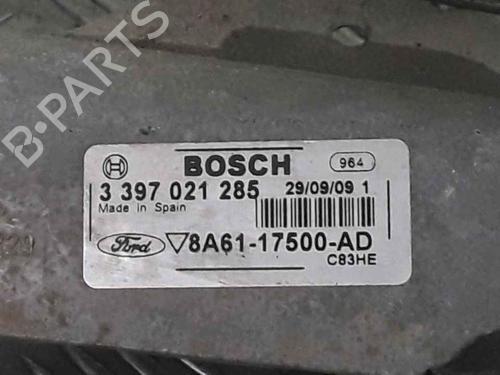 B-PARTS
BOSCH 964
3 397 021 285 29/09/09 1
Made in Spain
Ford 8A61-17500-AD
C83HE